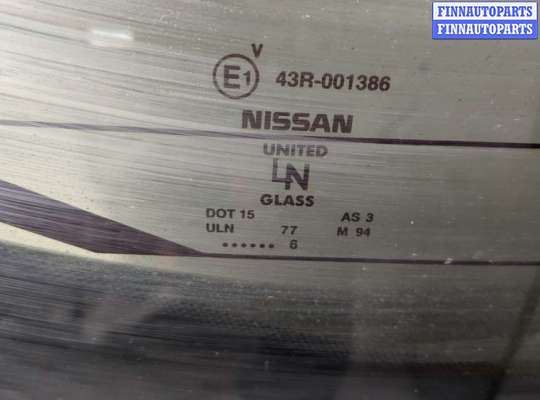 FINNAUTOPARTS
FINNAUTOPARTS
V
E1 43R-001386
NISSAN
UNITED
LN
GLASS
DOT 15 AS 3
ULN 77 M 94
...... 6